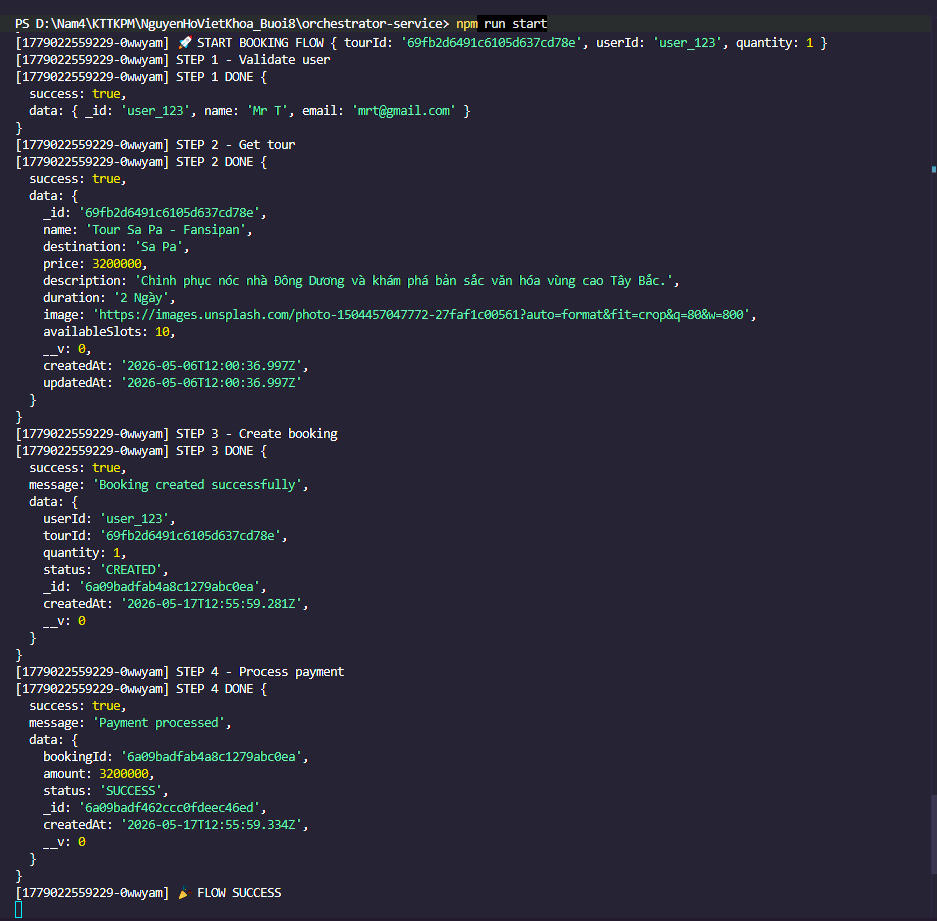 PS D:\Nam4\KTTKPM\NguyenHoVietKhoa_Buoi8\orchestrator-service> npm run start
[1779022559229-0wwyam] 🚀 START BOOKING FLOW { tourId: '69fb2d6491c6105d637cd78e', userId: 'user_123', quantity: 1 }
[1779022559229-0wwyam] STEP 1 - Validate user
[1779022559229-0wwyam] STEP 1 DONE {
  success: true,
  data: { _id: 'user_123', name: 'Mr T', email: 'mrt@gmail.com' }
}
[1779022559229-0wwyam] STEP 2 - Get tour
[1779022559229-0wwyam] STEP 2 DONE {
  success: true,
  data: {
    _id: '69fb2d6491c6105d637cd78e',
    name: 'Tour Sa Pa - Fansipan',
    destination: 'Sa Pa',
    price: 3200000,
    description: 'Chinh phục nóc nhà Đông Dương và khám phá bản sắc văn hóa vùng cao Tây Bắc.',
    duration: '2 Ngày',
    image: 'https://images.unsplash.com/photo-1504457047772-27faf1c00561?auto=format&fit=crop&q=80&w=800',
    availableSlots: 10,
    __v: 0,
    createdAt: '2026-05-06T12:00:36.997Z',
    updatedAt: '2026-05-06T12:00:36.997Z'
  }
}
[1779022559229-0wwyam] STEP 3 - Create booking
[1779022559229-0wwyam] STEP 3 DONE {
  success: true,
  message: 'Booking created successfully',
  data: {
    userId: 'user_123',
    tourId: '69fb2d6491c6105d637cd78e',
    quantity: 1,
    status: 'CREATED',
    _id: '6a09badfab4a8c1279abc0ea',
    createdAt: '2026-05-17T12:55:59.281Z',
    __v: 0
  }
}
[1779022559229-0wwyam] STEP 4 - Process payment
[1779022559229-0wwyam] STEP 4 DONE {
  success: true,
  message: 'Payment processed',
  data: {
    bookingId: '6a09badfab4a8c1279abc0ea',
    amount: 3200000,
    status: 'SUCCESS',
    _id: '6a09badf462ccc0fdeec46ed',
    createdAt: '2026-05-17T12:55:59.334Z',
    __v: 0
  }
}
[1779022559229-0wwyam] 🎉 FLOW SUCCESS